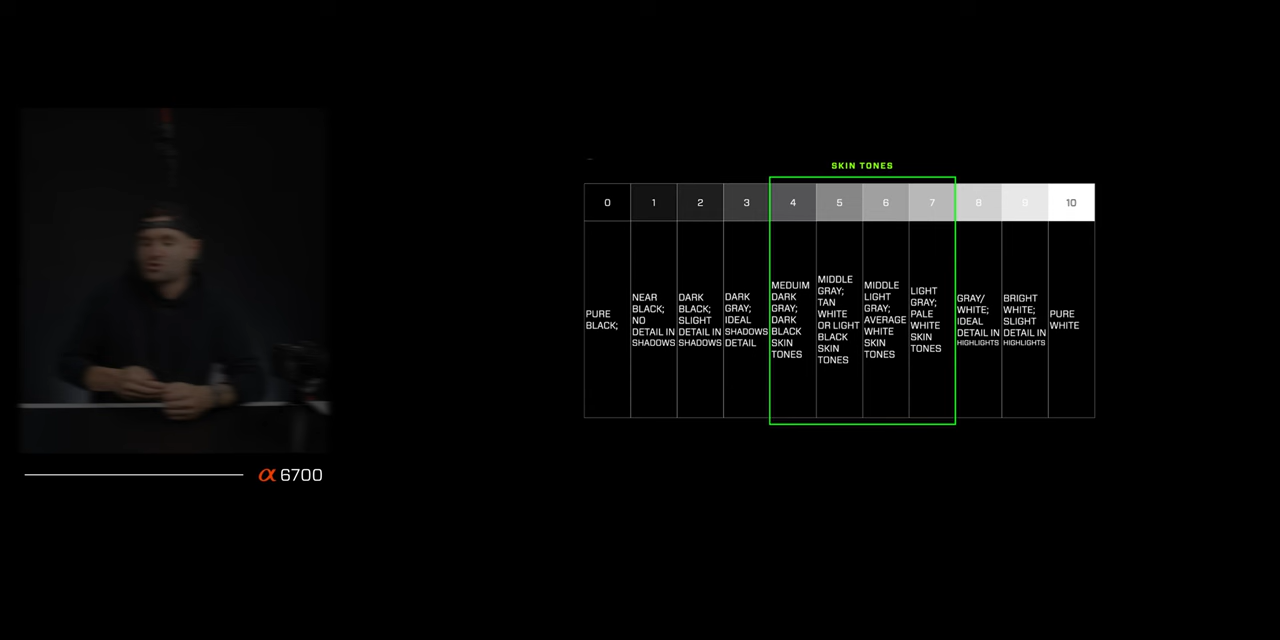 SKIN TONES
0 1 2 3 4 5 6 7 8 9 10
PURE
BLACK;
NEAR
BLACK;
NO
DETAIL IN
SHADOWS
DARK
BLACK;
SLIGHT
DETAIL IN
SHADOWS
DARK
GRAY;
IDEAL
SHADOWS
DETAIL
MEDUIM
DARK
GRAY;
DARK
BLACK
SKIN
TONES
MIDDLE
GRAY;
TAN
WHITE
OR LIGHT
BLACK
SKIN
TONES
MIDDLE
LIGHT
GRAY;
AVERAGE
WHITE
SKIN
TONES
LIGHT
GRAY;
PALE
WHITE
SKIN
TONES
GRAY/
WHITE;
IDEAL
DETAIL IN
HIGHLIGHTS
BRIGHT
WHITE;
SLIGHT
DETAIL IN
HIGHLIGHTS
PURE
WHITE
α 6700